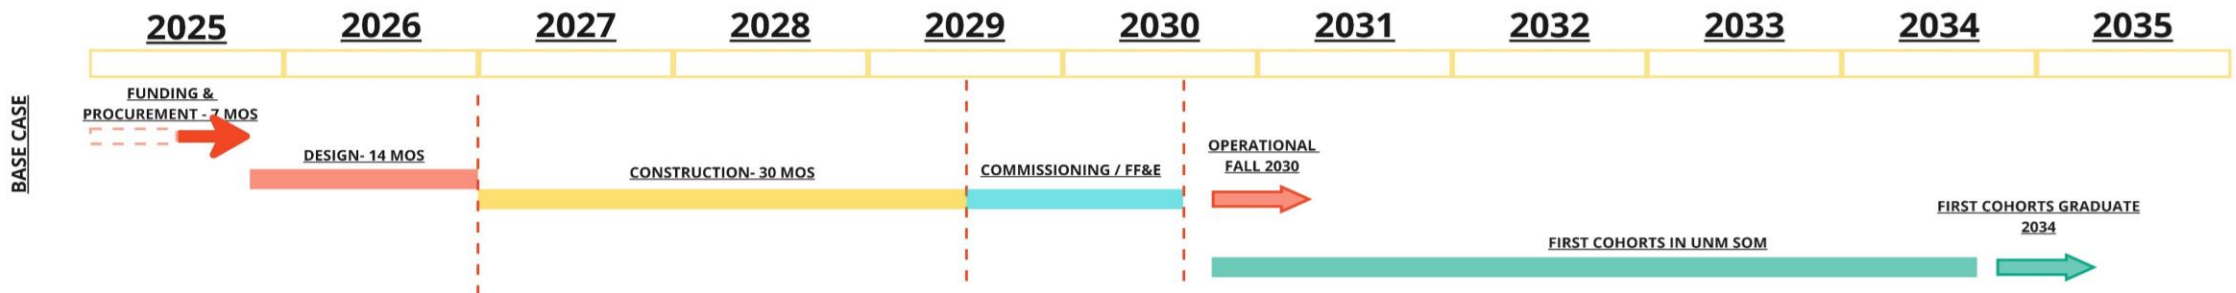 2025 2026 2027 2028 2029 2030 2031 2032 2033 2034 2035
BASE CASE
FUNDING &
PROCUREMENT - 7 MOS
DESIGN- 14 MOS
CONSTRUCTION- 30 MOS
COMMISSIONING / FF&E
OPERATIONAL
FALL 2030
FIRST COHORTS IN UNM SOM
FIRST COHORTS GRADUATE
2034